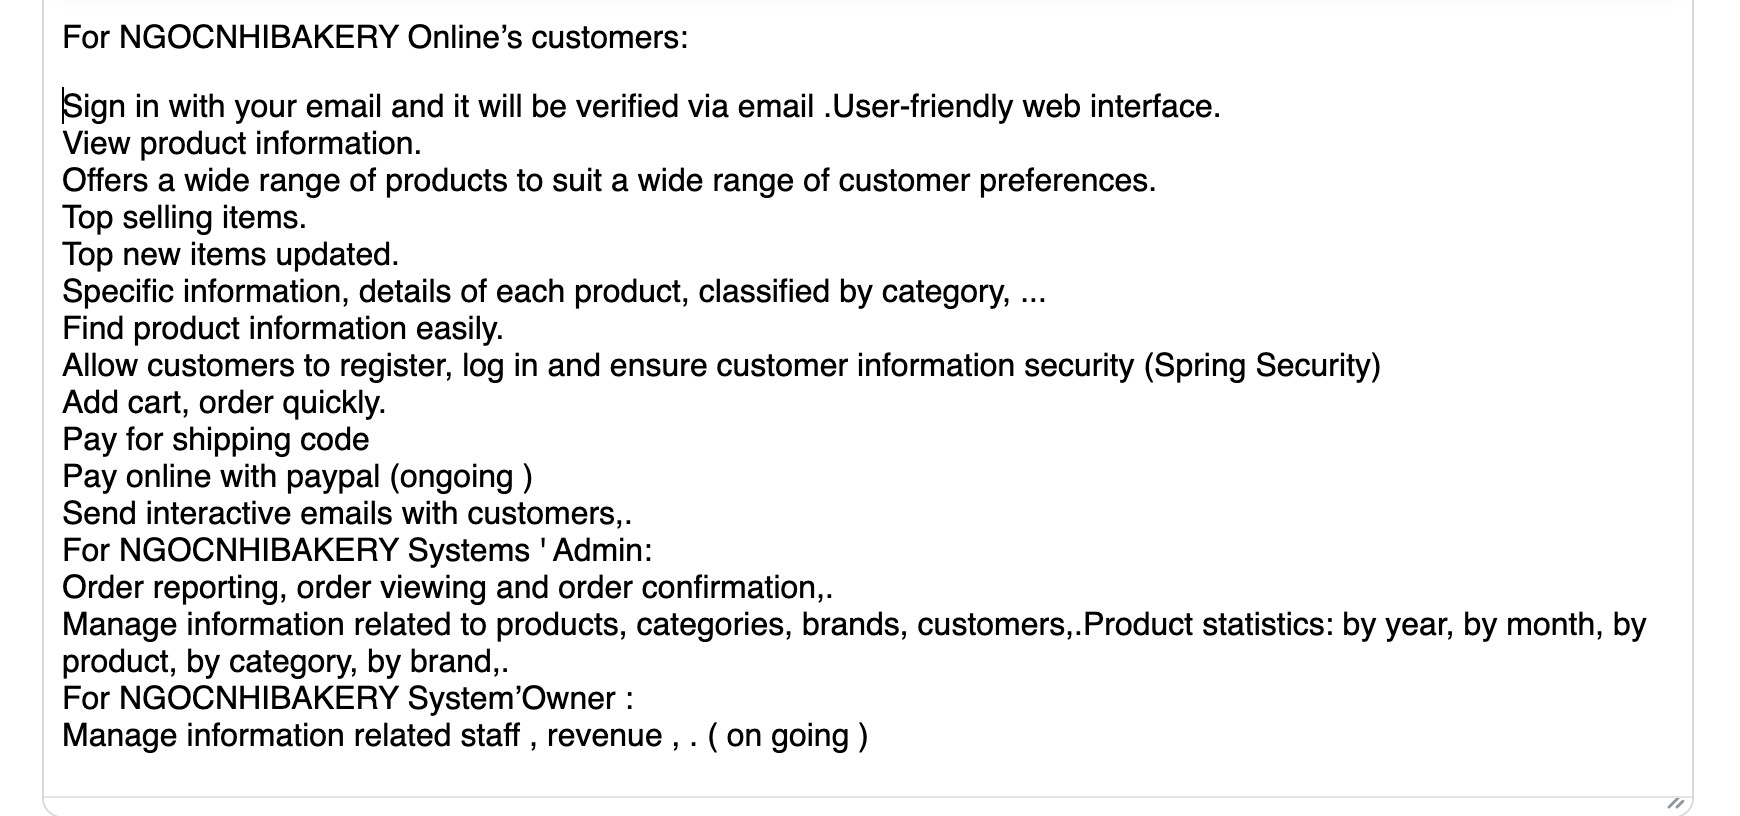 For NGOCNHIBAKERY Online’s customers:
Sign in with your email and it will be verified via email .User-friendly web interface.
View product information.
Offers a wide range of products to suit a wide range of customer preferences.
Top selling items.
Top new items updated.
Specific information, details of each product, classified by category, ...
Find product information easily.
Allow customers to register, log in and ensure customer information security (Spring Security)
Add cart, order quickly.
Pay for shipping code
Pay online with paypal (ongoing )
Send interactive emails with customers,.
For NGOCNHIBAKERY Systems ' Admin:
Order reporting, order viewing and order confirmation,.
Manage information related to products, categories, brands, customers,.Product statistics: by year, by month, by
product, by category, by brand,.
For NGOCNHIBAKERY System’Owner :
Manage information related staff , revenue , . ( on going )